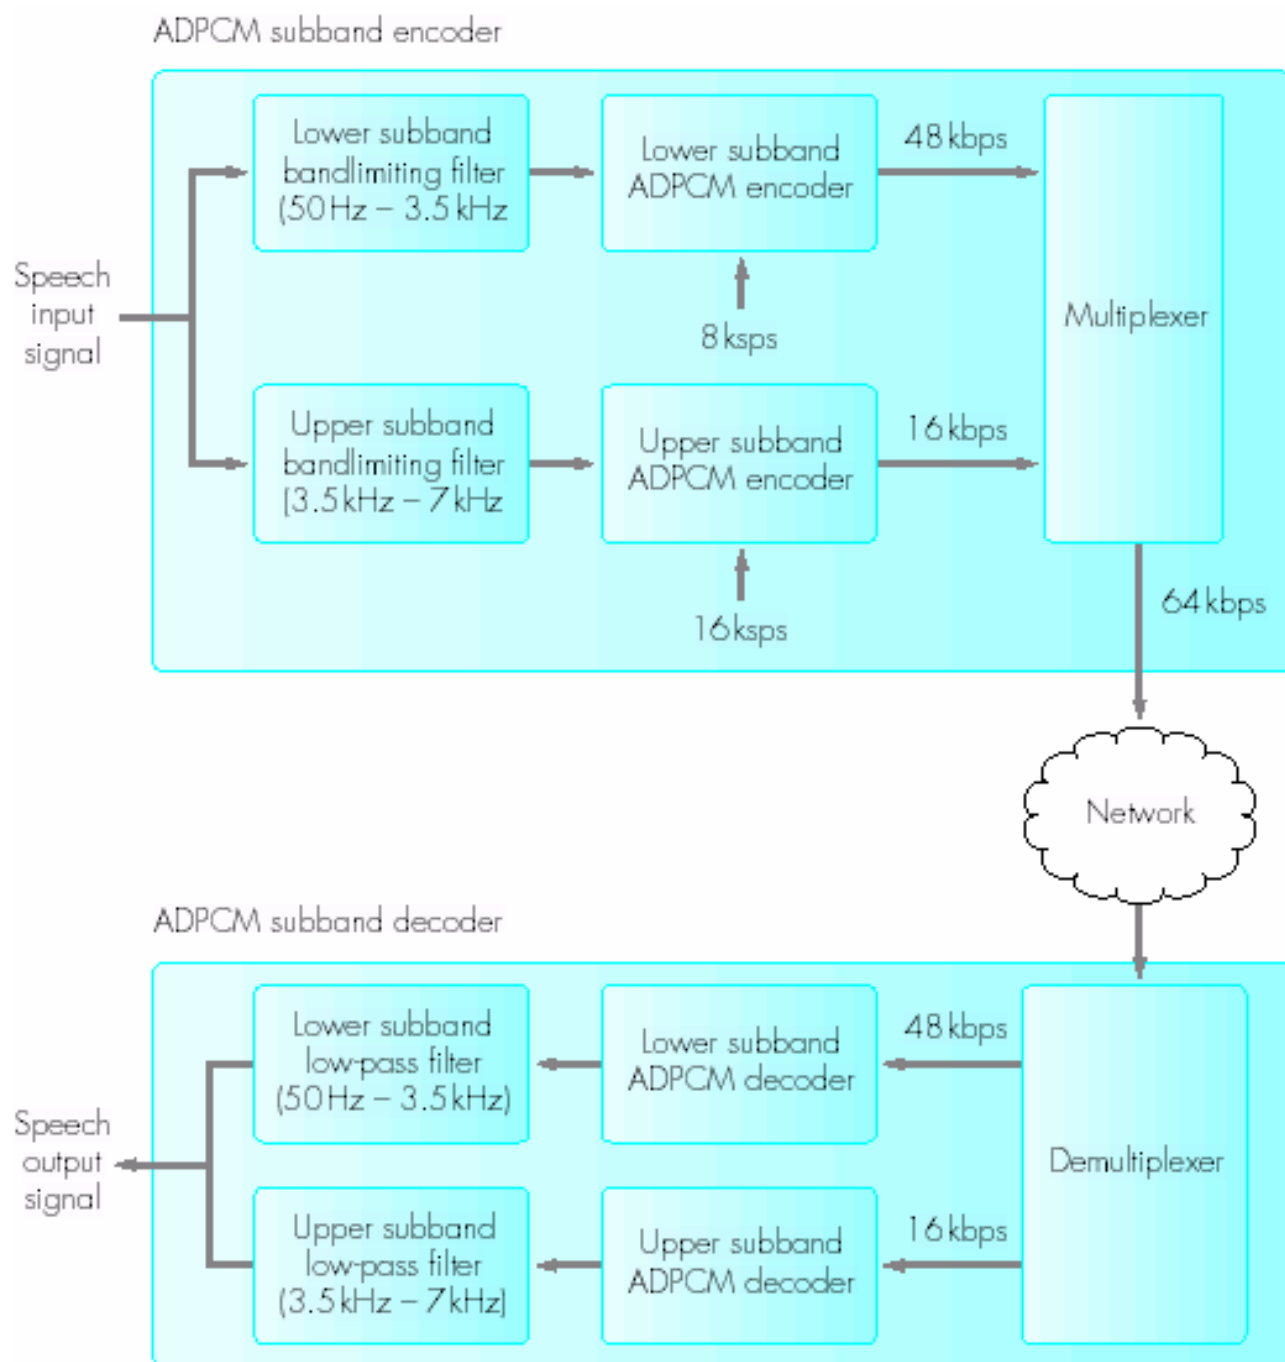 ADPCM subband encoder
Lower subband
bandlimiting filter
(50 Hz – 3.5 kHz
Lower subband
ADPCM encoder
48 kbps
Multiplexer
Speech
input
signal
8 ksps
Upper subband
bandlimiting filter
[3.5 kHz – 7 kHz
Upper subband
ADPCM encoder
16 kbps
16 ksps
64 kbps
Network
ADPCM subband decoder
Lower subband
low-pass filter
(50 Hz – 3.5 kHz)
Lower subband
ADPCM decoder
48 kbps
Demultiplexer
Speech
output
signal
Upper subband
low-pass filter
(3.5 kHz – 7 kHz)
Upper subband
ADPCM decoder
16 kbps